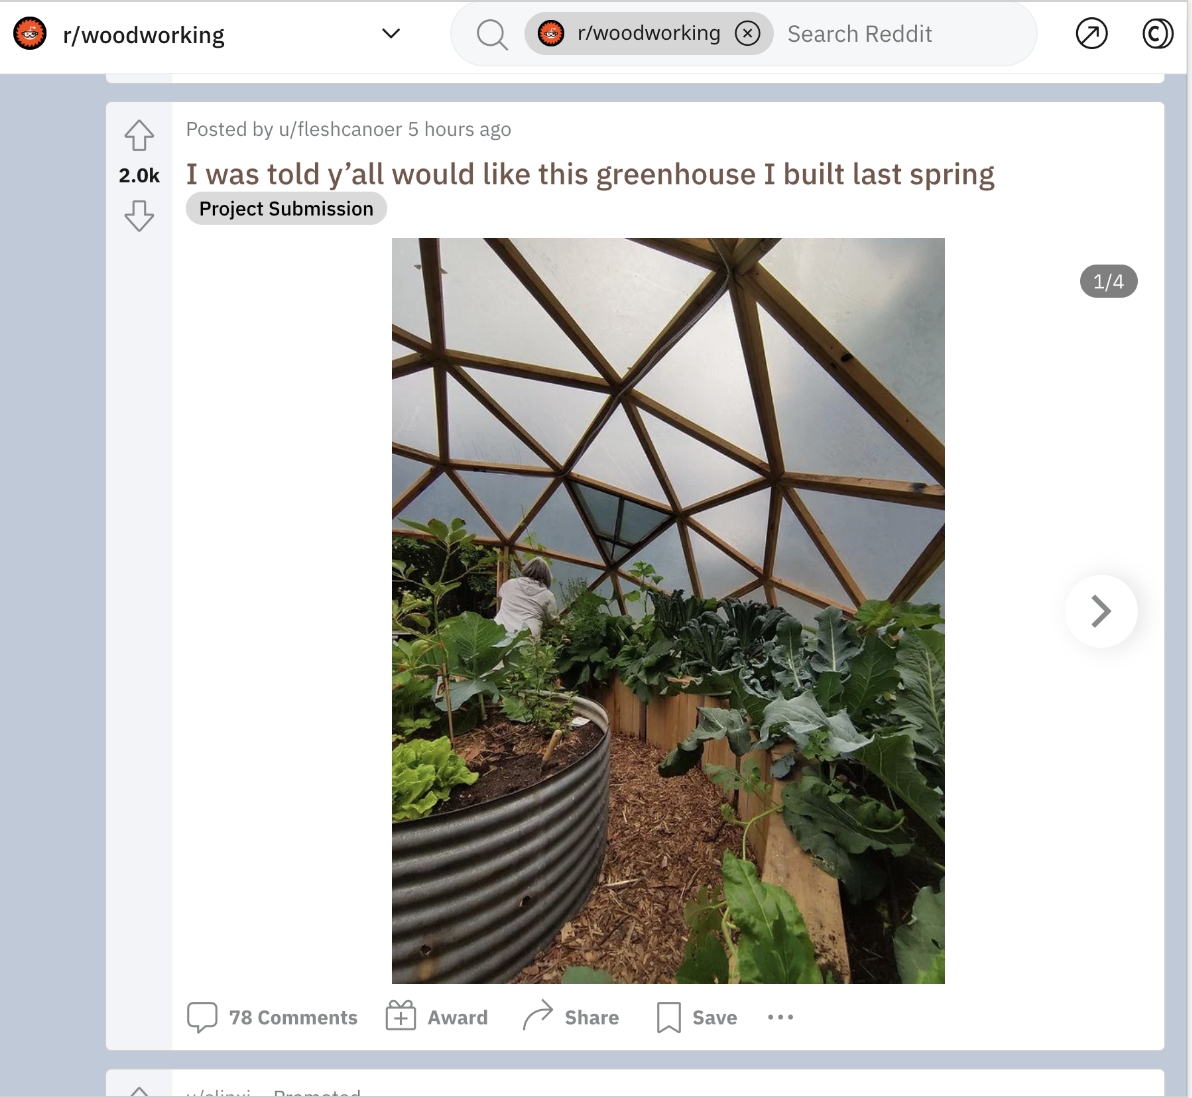 r/woodworking
r/woodworking
Search Reddit
Posted by u/fleshcanoer 5 hours ago
2.0k
I was told y’all would like this greenhouse I built last spring
Project Submission
1/4
78 Comments
Award
Share
Save
Promoted